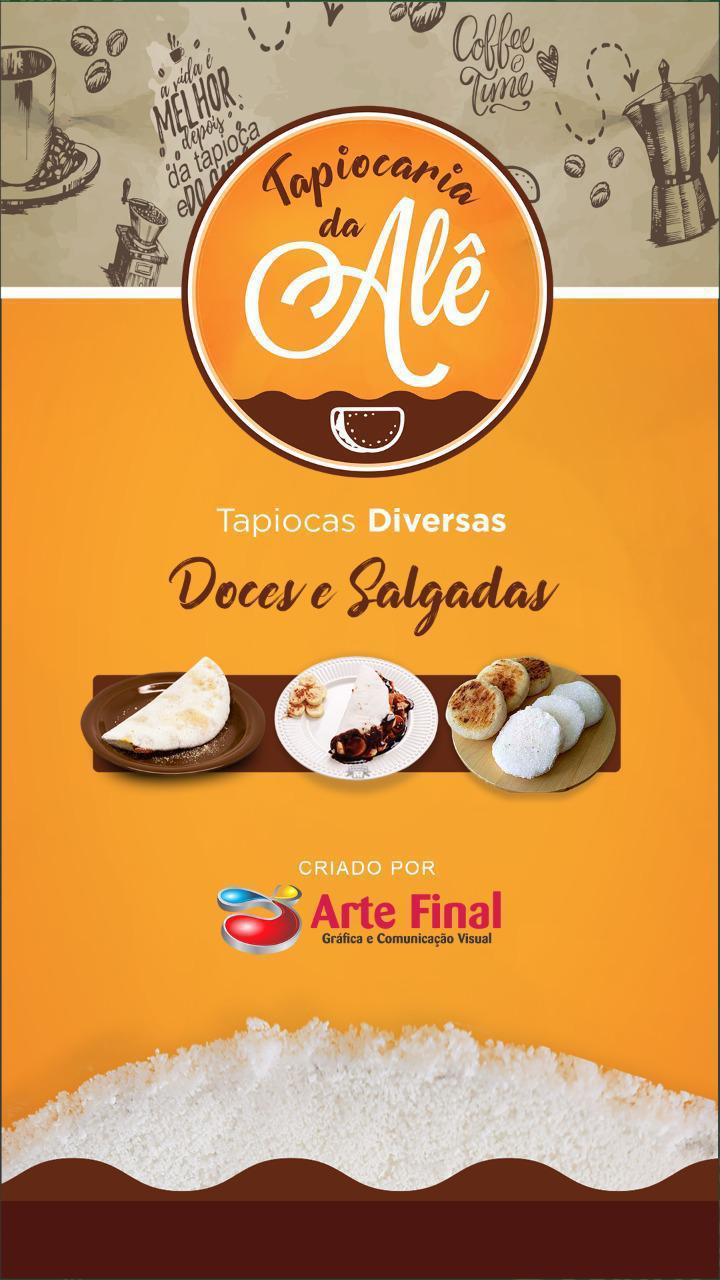 Coffee
Time
a vida é
MELHOR
depois
da tapioca
e DO
Tapiocaria
da
Alê
Tapiocas Diversas
Doces e Salgadas
CRIADO POR
Arte Final
Gráfica e Comunicação Visual